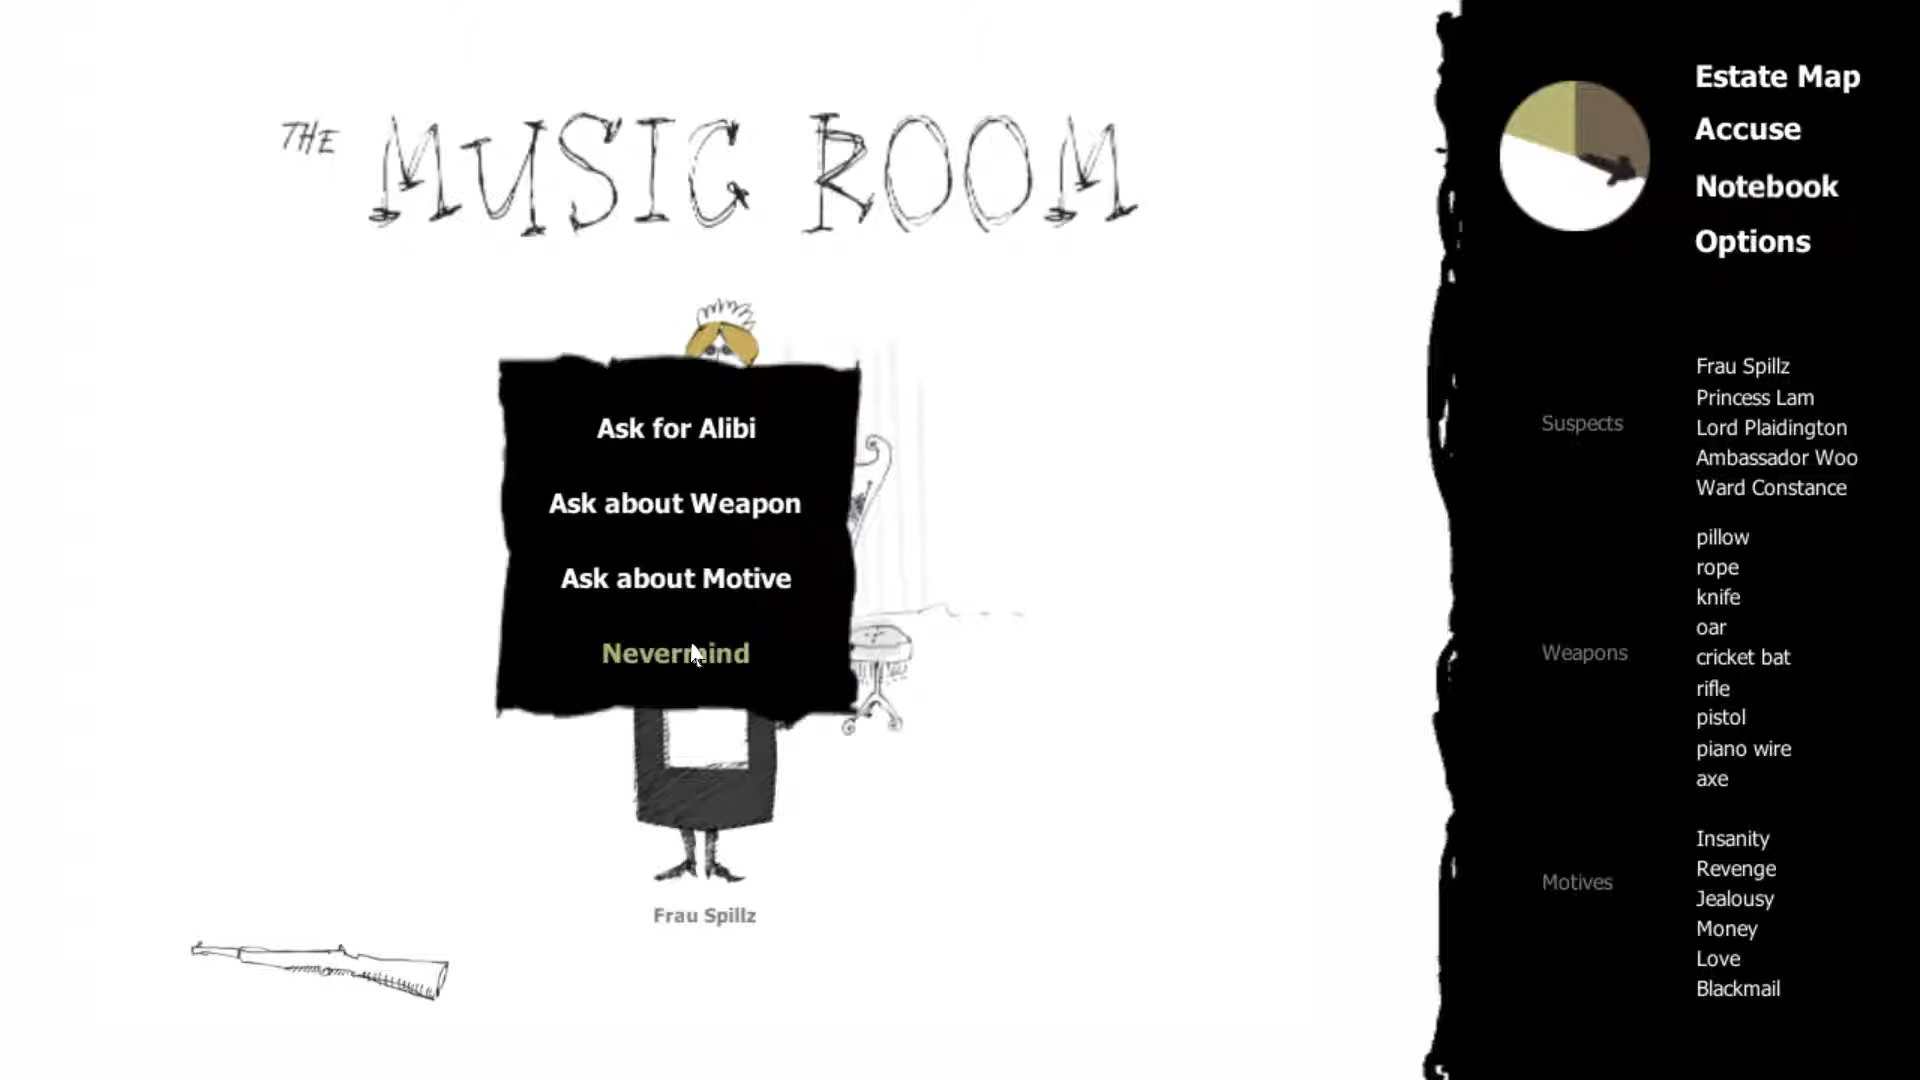 THE MUSIC ROOM
Ask for Alibi
Ask about Weapon
Ask about Motive
Nevermind
Frau Spillz
Estate Map
Accuse
Notebook
Options
Suspects
Frau Spillz
Princess Lam
Lord Plaidington
Ambassador Woo
Ward Constance
Weapons
pillow
rope
knife
oar
cricket bat
rifle
pistol
piano wire
axe
Motives
Insanity
Revenge
Jealousy
Money
Love
Blackmail